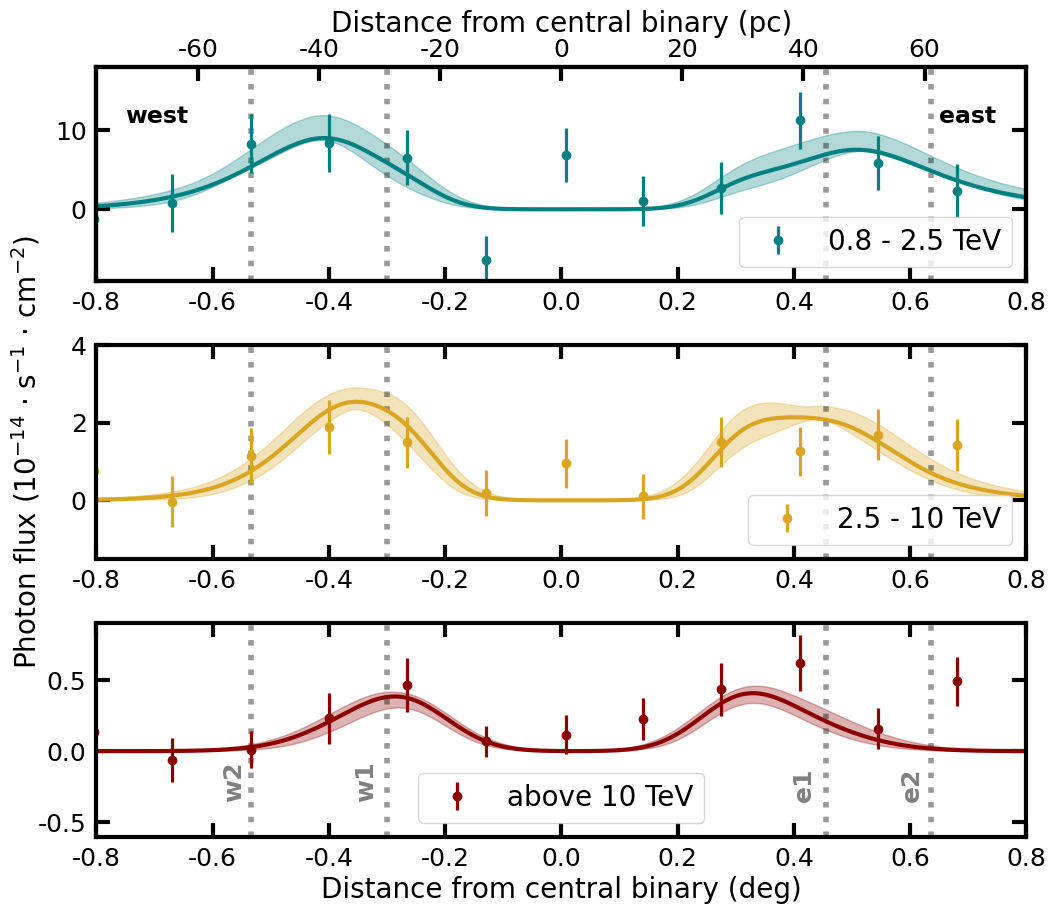 Distance from central binary (pc)
-60 -40 -20 0 20 40 60
west east
10
0
0.8 - 2.5 TeV
-0.8 -0.6 -0.4 -0.2 0.0 0.2 0.4 0.6 0.8
Photon flux (10⁻¹⁴ · s⁻¹ · cm⁻²)
4
2
0
2.5 - 10 TeV
-0.8 -0.6 -0.4 -0.2 0.0 0.2 0.4 0.6 0.8
0.5
0.0
-0.5
w2 w1 e1 e2
above 10 TeV
-0.8 -0.6 -0.4 -0.2 0.0 0.2 0.4 0.6 0.8
Distance from central binary (deg)